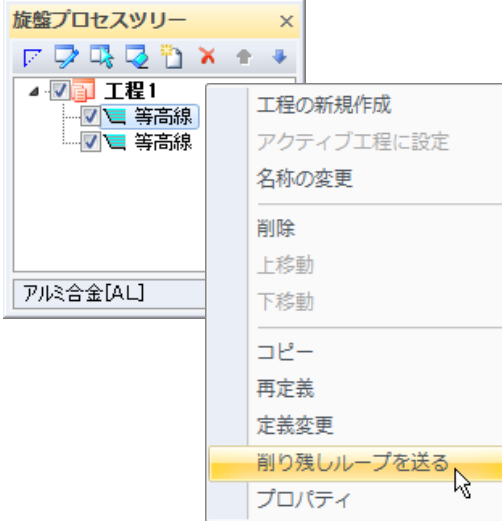 旋盤プロセスツリー
工程1
等高線
等高線
アルミ合金[AL]
工程の新規作成
アクティブ工程に設定
名称の変更
削除
上移動
下移動
コピー
再定義
定義変更
削り残しループを送る
プロパティ